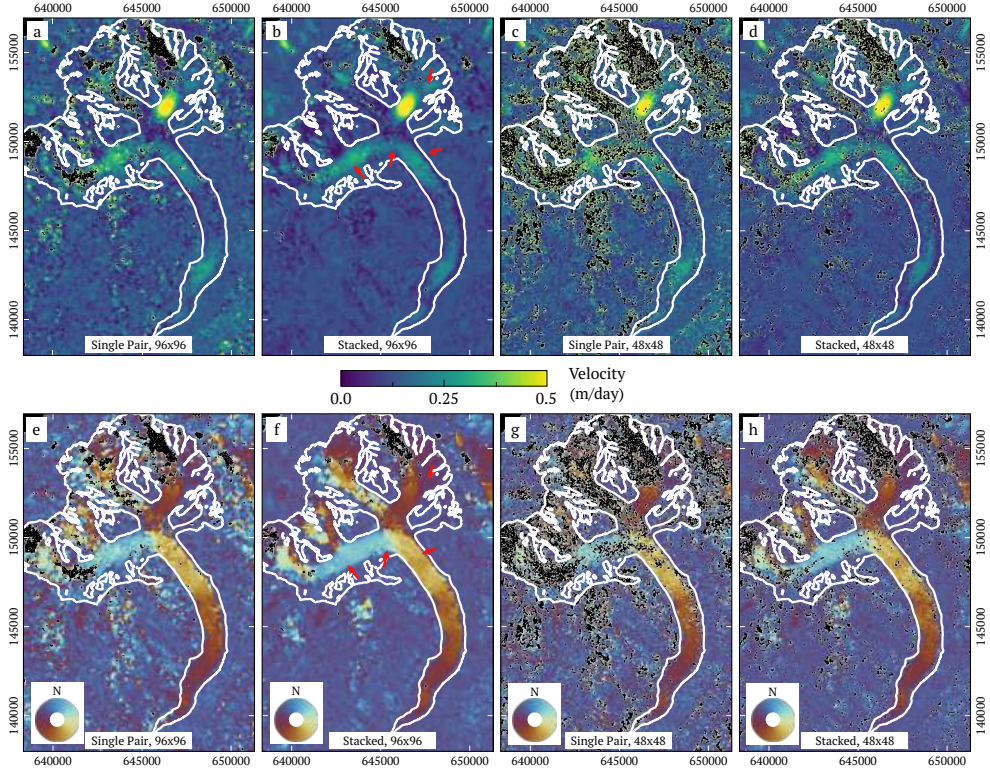 640000 645000 650000 640000 645000 650000 640000 645000 650000 640000 645000 650000
a b c d
155000 155000
150000 150000
145000 145000
140000 140000
Single Pair, 96x96 Stacked, 96x96 Single Pair, 48x48 Stacked, 48x48
Velocity
(m/day)
0.0 0.25 0.5
e f g h
155000 155000
150000 150000
145000 145000
140000 140000
N N N N
Single Pair, 96x96 Stacked, 96x96 Single Pair, 48x48 Stacked, 48x48
640000 645000 650000 640000 645000 650000 640000 645000 650000 640000 645000 650000